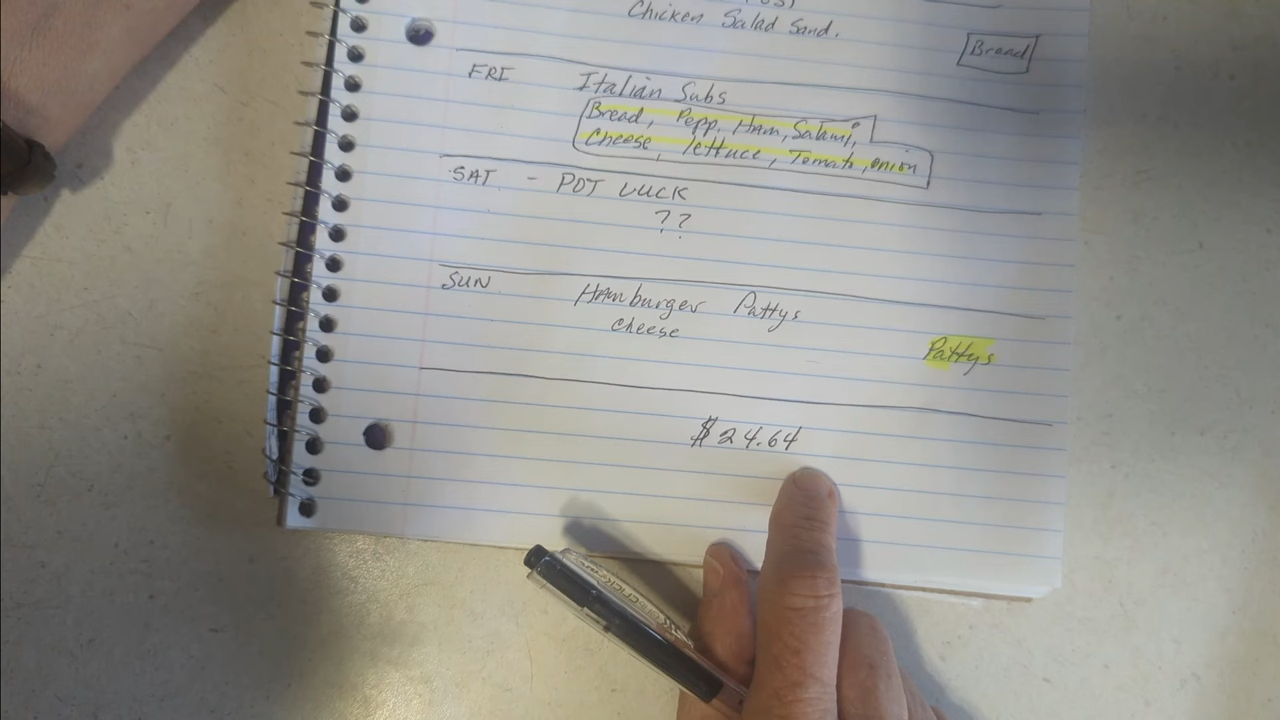 Chicken Salad Sand.
Bread
FRI Italian Subs
Bread, Pepp, Ham, Salami,
Cheese, lettuce, Tomato, onion
SAT - POT LUCK
??
SUN Hamburger Pattys
cheese
Pattys
$24.64